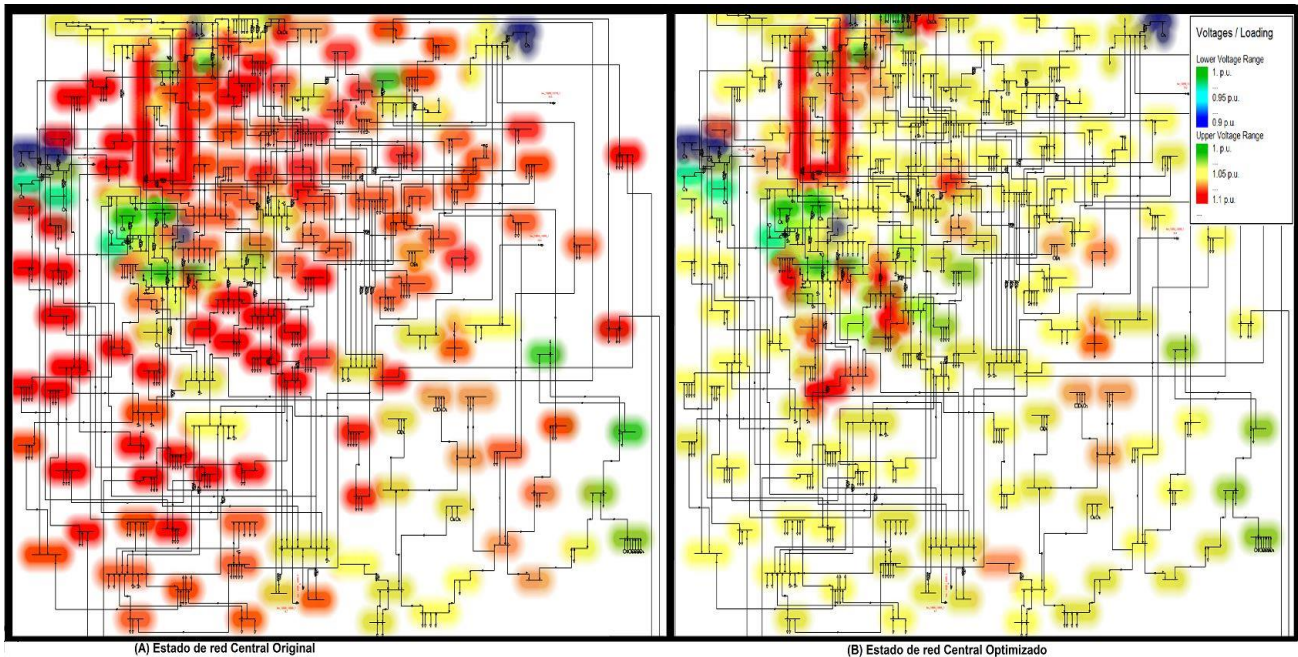 Voltages / Loading
Lower Voltage Range
1. p.u.
...
0.95 p.u.
...
0.9 p.u.
Upper Voltage Range
1. p.u.
...
1.05 p.u.
...
1.1 p.u.
...
(A) Estado de red Central Original
(B) Estado de red Central Optimizado